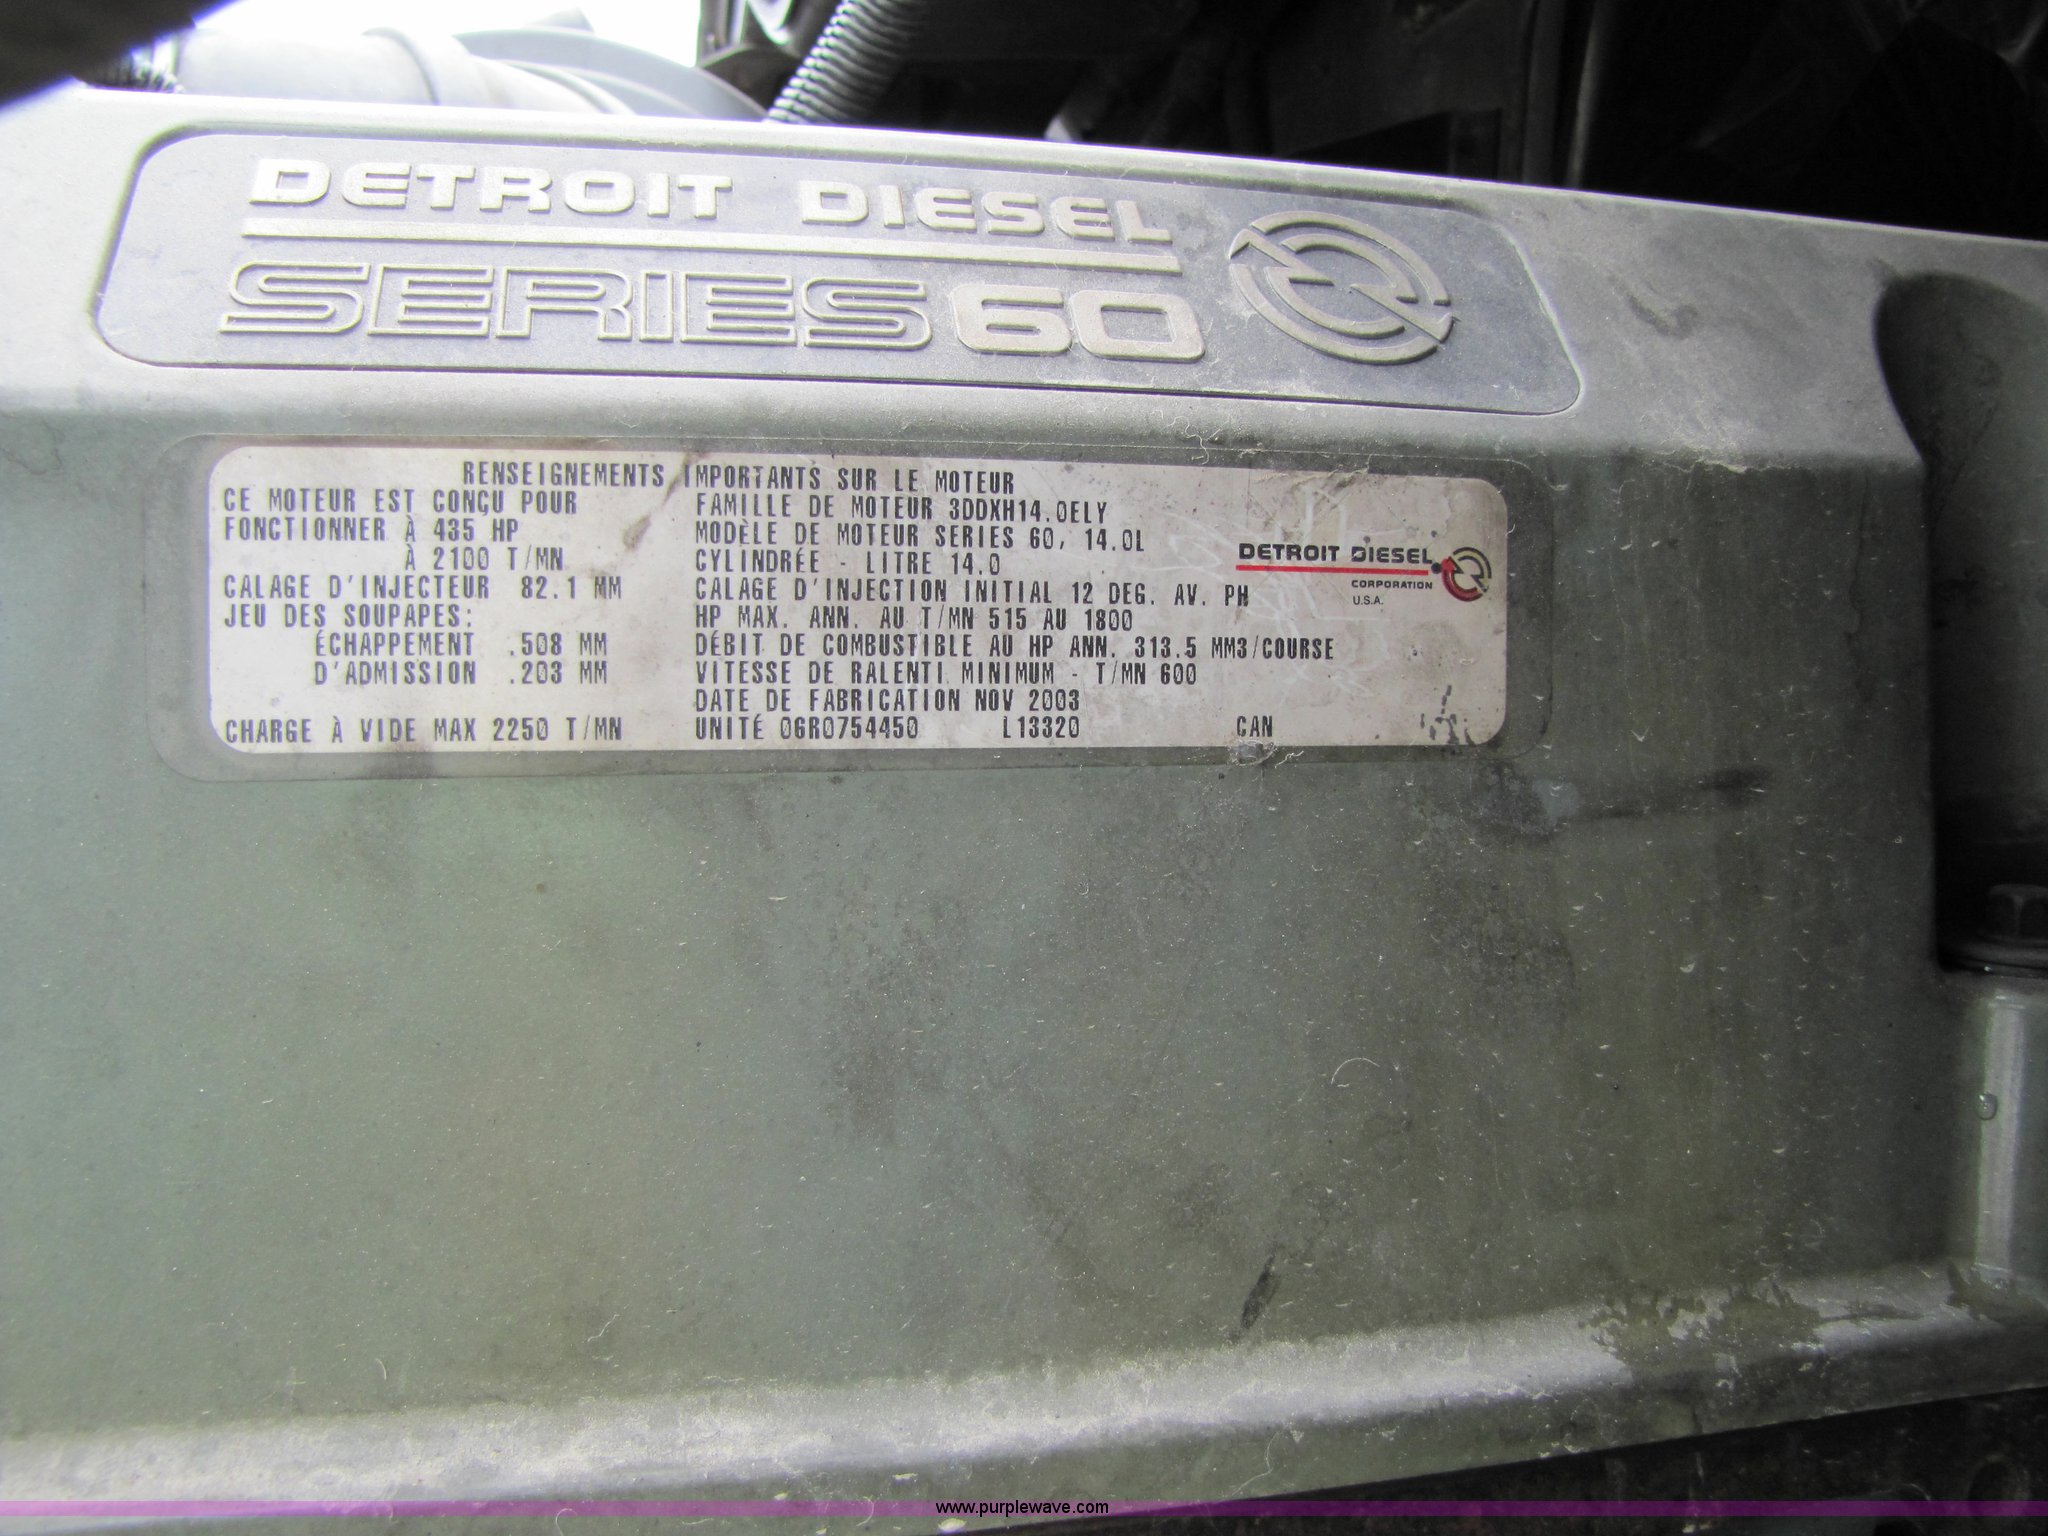 DETROIT DIESEL
SERIES 60
RENSEIGNEMENTS IMPORTANTS SUR LE MOTEUR
CE MOTEUR EST CONÇU POUR
FONCTIONNER À 435 HP
À 2100 T/MN
CALAGE D'INJECTEUR 82.1 MM
JEU DES SOUPAPES:
ÉCHAPPEMENT .508 MM
D'ADMISSION .203 MM
CHARGE À VIDE MAX 2250 T/MN
FAMILLE DE MOTEUR 3DDXH14.0ELY
MODÈLE DE MOTEUR SERIES 60, 14.0L
CYLINDRÉE - LITRE 14.0
CALAGE D'INJECTION INITIAL 12 DEG. AV. PH
HP MAX. ANN. AU T/MN 515 AU 1800
DÉBIT DE COMBUSTIBLE AU HP ANN. 313.5 MM3/COURSE
VITESSE DE RALENTI MINIMUM - T/MN 600
DATE DE FABRICATION NOV 2003
UNITÉ 06R0754450 L13320 CAN
DETROIT DIESEL
CORPORATION
U.S.A.
www.purplewave.com